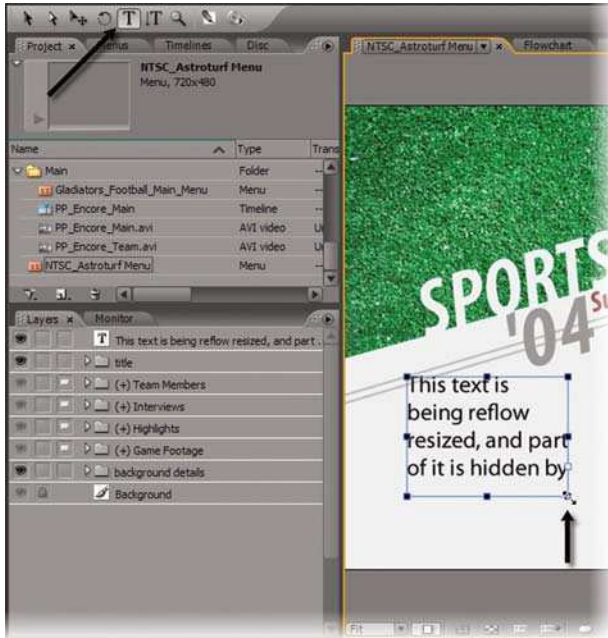 T T
Project × Menus Timelines Disc
NTSC_Astroturf Menu
Menu, 720x480
Name Type Trans
Main Folder --
Gladiators_Football_Main_Menu Menu --
PP_Encore_Main Timeline --
PP_Encore_Main.avi AVI video
PP_Encore_Team.avi AVI video
NTSC_Astroturf Menu Menu --
Layers × Monitor
T This text is being reflow resized, and part .
title
(+) Team Members
(+) Interviews
(+) Highlights
(+) Game Footage
background details
Background
NTSC_Astroturf Menu × Flowchart
SPORTS
'04 Su
This text is
being reflow
resized, and part
of it is hidden by
Fit